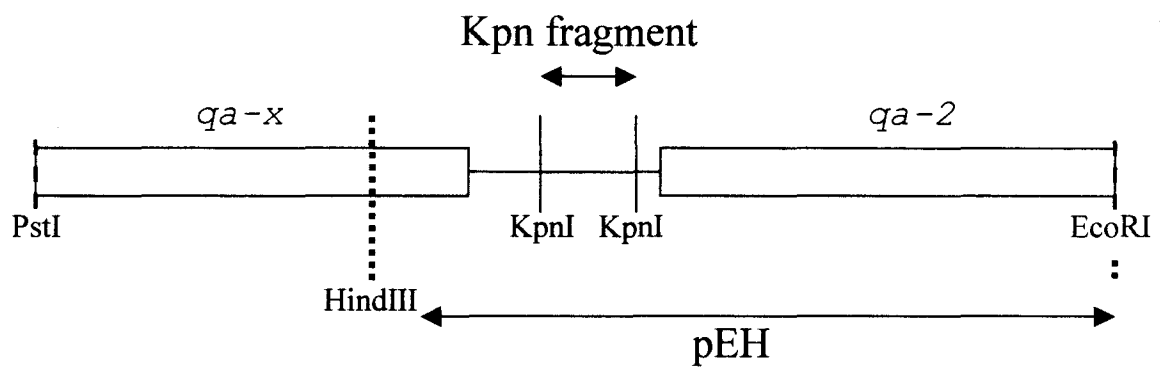 Kpn fragment
qa-x
qa-2
PstI
KpnI
KpnI
EcoRI
HindIII
pEH